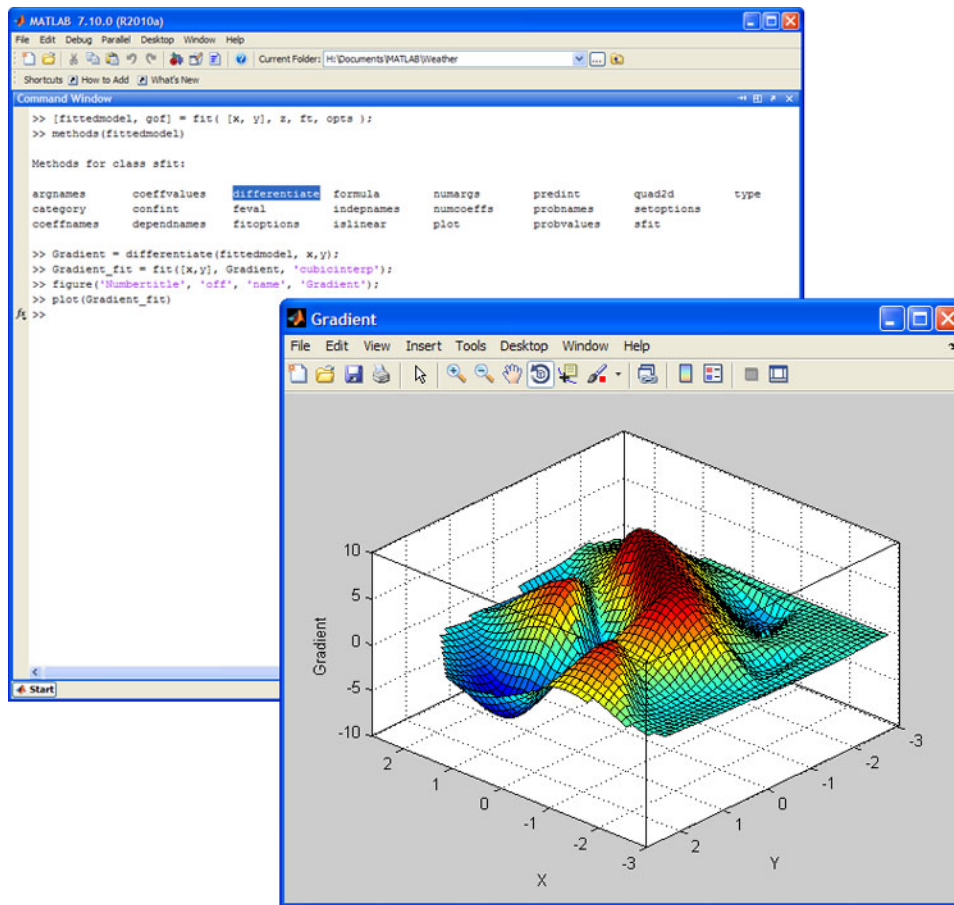 MATLAB 7.10.0 (R2010a)
File Edit Debug Parallel Desktop Window Help
Current Folder: H:\Documents\MATLAB\Weather
Shortcuts How to Add What's New
Command Window
>> [fittedmodel, gof] = fit( [x, y], z, ft, opts );
>> methods(fittedmodel)
Methods for class sfit:
argnames coeffvalues differentiate formula numargs predint quad2d type
category confint feval indepnames numcoeffs probnames setoptions
coeffnames dependnames fitoptions islinear plot probvalues sfit
>> Gradient = differentiate(fittedmodel, x,y);
>> Gradient_fit = fit([x,y], Gradient, 'cubicinterp');
>> figure('Numbertitle', 'off', 'name', 'Gradient');
>> plot(Gradient_fit)
fx >>
Start
Gradient
File Edit View Insert Tools Desktop Window Help
10
5
0
-5
-10
Gradient
2
1
0
-1
-2
-3
X
2
1
0
-1
-2
-3
Y